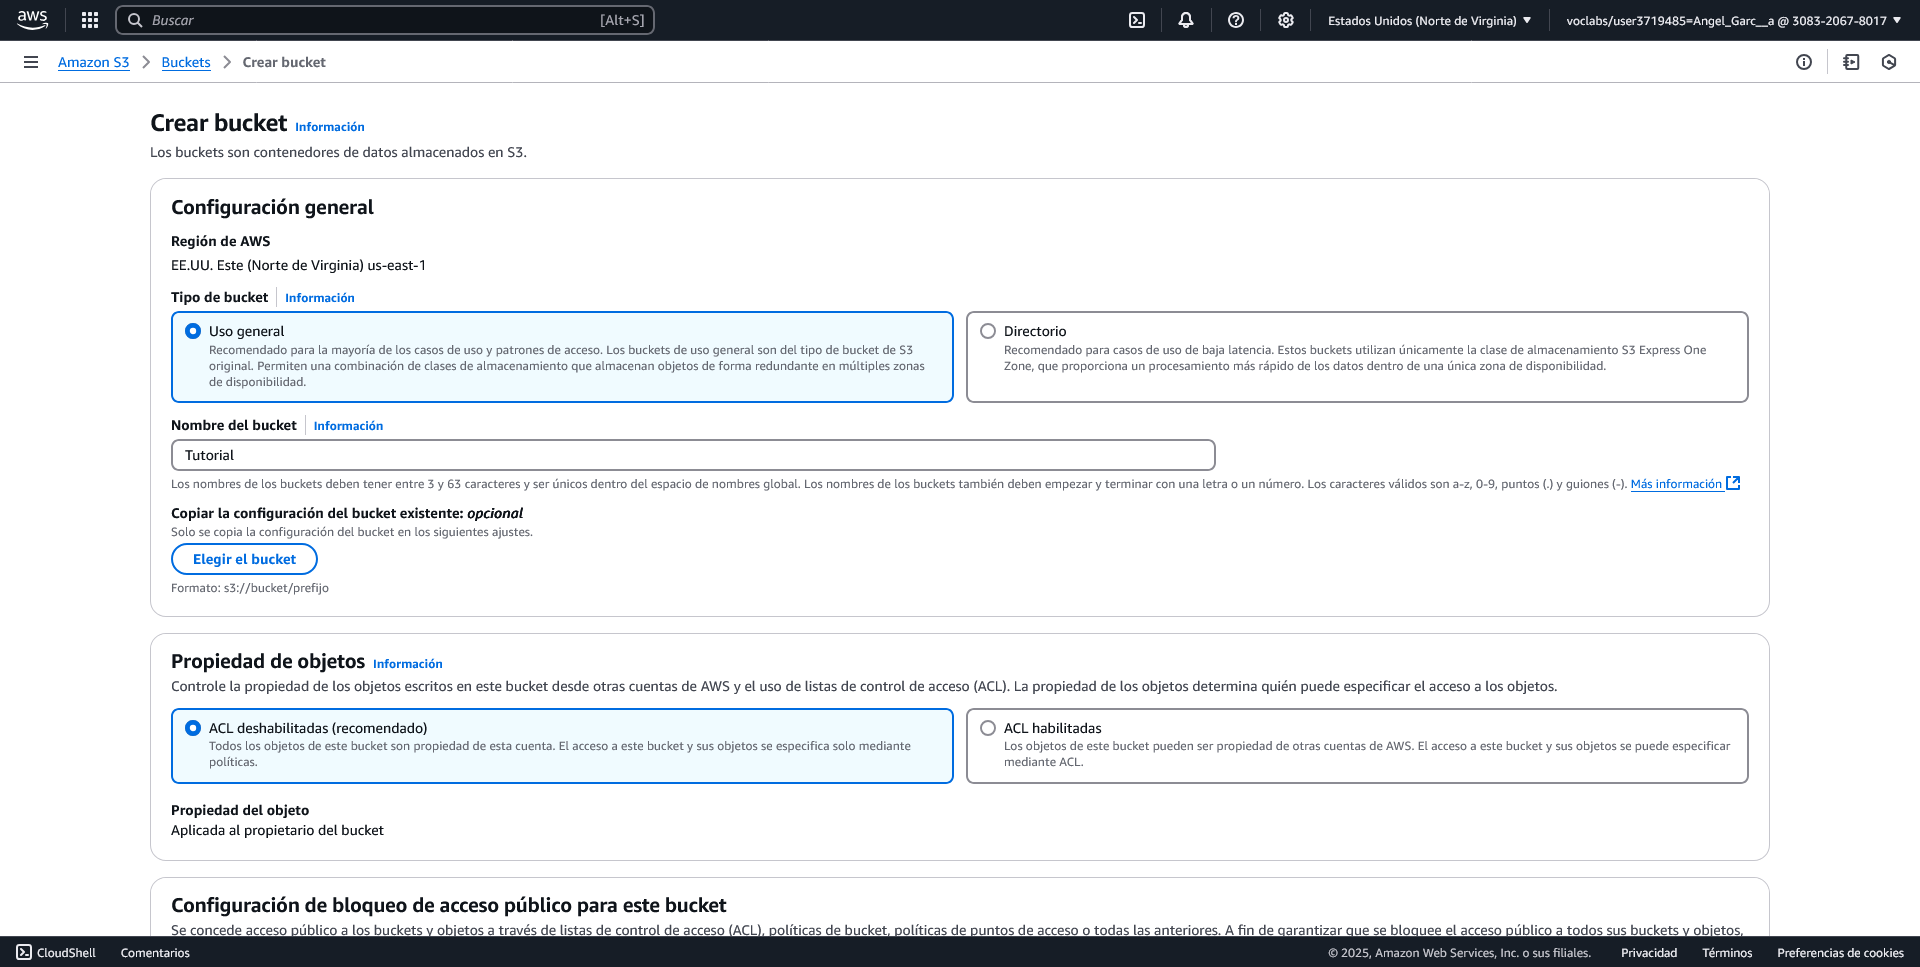 aws
Buscar [Alt+S]
Estados Unidos (Norte de Virginia) ▼
voclabs/user3719485=Angel_Garc__a @ 3083-2067-8017 ▼
Amazon S3 > Buckets > Crear bucket
Crear bucket Información
Los buckets son contenedores de datos almacenados en S3.
Configuración general
Región de AWS
EE.UU. Este (Norte de Virginia) us-east-1
Tipo de bucket Información
Uso general
Recomendado para la mayoría de los casos de uso y patrones de acceso. Los buckets de uso general son del tipo de bucket de S3
original. Permiten una combinación de clases de almacenamiento que almacenan objetos de forma redundante en múltiples zonas
de disponibilidad.
Directorio
Recomendado para casos de uso de baja latencia. Estos buckets utilizan únicamente la clase de almacenamiento S3 Express One
Zone, que proporciona un procesamiento más rápido de los datos dentro de una única zona de disponibilidad.
Nombre del bucket Información
Tutorial
Los nombres de los buckets deben tener entre 3 y 63 caracteres y ser únicos dentro del espacio de nombres global. Los nombres de los buckets también deben empezar y terminar con una letra o un número. Los caracteres válidos son a-z, 0-9, puntos (.) y guiones (-). Más información
Copiar la configuración del bucket existente: opcional
Solo se copia la configuración del bucket en los siguientes ajustes.
Elegir el bucket
Formato: s3://bucket/prefijo
Propiedad de objetos Información
Controle la propiedad de los objetos escritos en este bucket desde otras cuentas de AWS y el uso de listas de control de acceso (ACL). La propiedad de los objetos determina quién puede especificar el acceso a los objetos.
ACL deshabilitadas (recomendado)
Todos los objetos de este bucket son propiedad de esta cuenta. El acceso a este bucket y sus objetos se especifica solo mediante
políticas.
ACL habilitadas
Los objetos de este bucket pueden ser propiedad de otras cuentas de AWS. El acceso a este bucket y sus objetos se puede especificar
mediante ACL.
Propiedad del objeto
Aplicada al propietario del bucket
Configuración de bloqueo de acceso público para este bucket
Se concede acceso público a los buckets y objetos a través de listas de control de acceso (ACL), políticas de bucket, políticas de puntos de acceso o todas las anteriores. A fin de garantizar que se bloquee el acceso público a todos sus buckets y objetos,
CloudShell Comentarios
© 2025, Amazon Web Services, Inc. o sus filiales. Privacidad Términos Preferencias de cookies